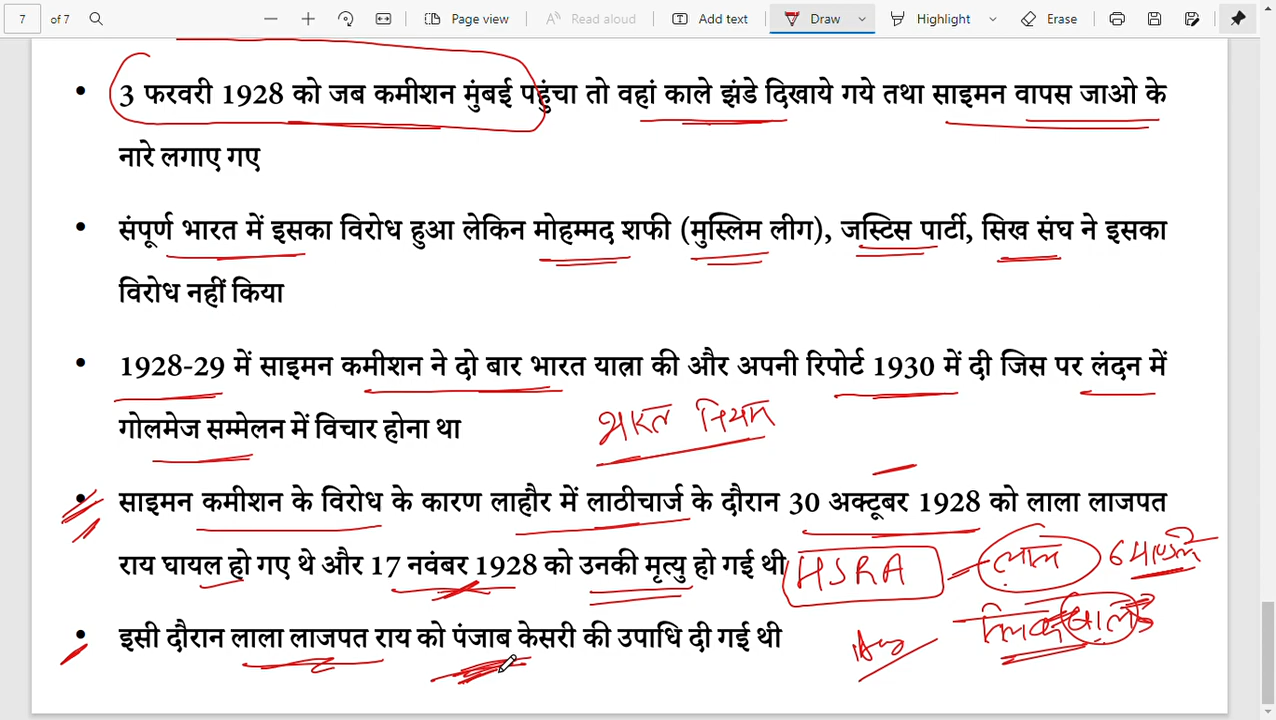 7 of 7 Page view Read aloud Add text Draw Highlight Erase
3 फरवरी 1928 को जब कमीशन मुंबई पहुंचा तो वहां काले झंडे दिखाये गये तथा साइमन वापस जाओ के
नारे लगाए गए
संपूर्ण भारत में इसका विरोध हुआ लेकिन मोहम्मद शफी (मुस्लिम लीग), जस्टिस पार्टी, सिख संघ ने इसका
विरोध नहीं किया
1928-29 में साइमन कमीशन ने दो बार भारत यात्रा की और अपनी रिपोर्ट 1930 में दी जिस पर लंदन में
गोलमेज सम्मेलन में विचार होना था
भारत
साइमन कमीशन के विरोध के कारण लाहौर में लाठीचार्ज के दौरान 30 अक्टूबर 1928 को लाला लाजपत
राय घायल हो गए थे और 17 नवंबर 1928 को उनकी मृत्यु हो गई थी
HSRA लाल
इसी दौरान लाला लाजपत राय को पंजाब केसरी की उपाधि दी गई थी